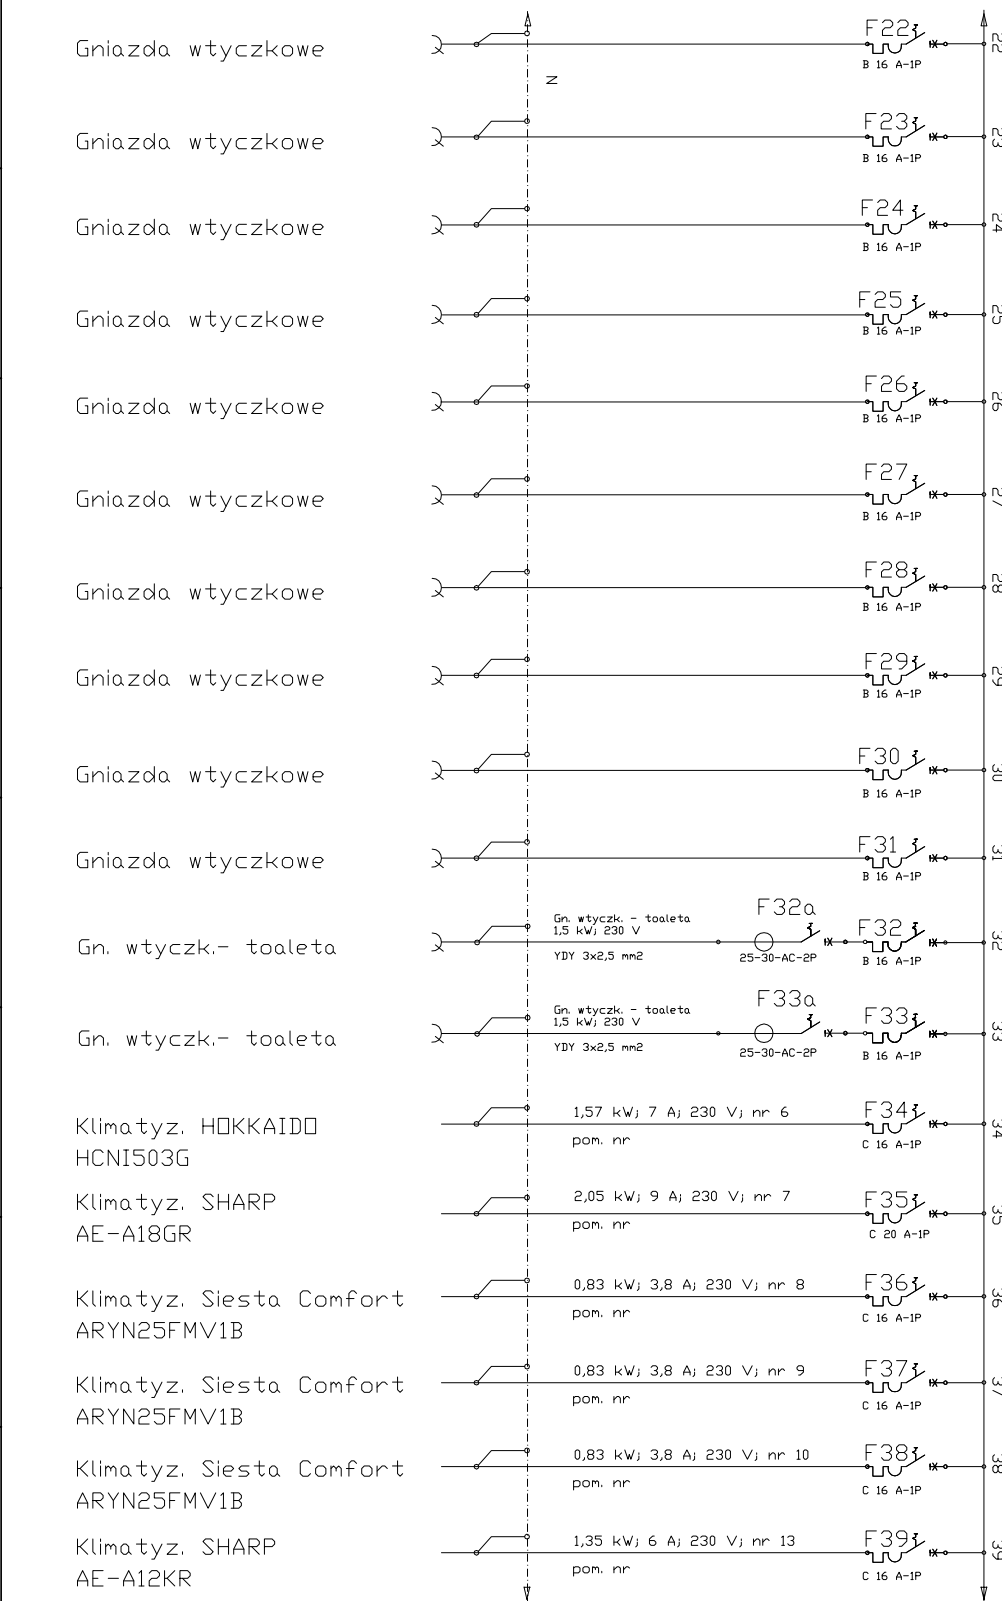 Gniazda wtyczkowe
F22
22
B 16 A-1P
N
Gniazda wtyczkowe
F23
23
B 16 A-1P
Gniazda wtyczkowe
F24
24
B 16 A-1P
Gniazda wtyczkowe
F25
25
B 16 A-1P
Gniazda wtyczkowe
F26
26
B 16 A-1P
Gniazda wtyczkowe
F27
27
B 16 A-1P
Gniazda wtyczkowe
F28
28
B 16 A-1P
Gniazda wtyczkowe
F29
29
B 16 A-1P
Gniazda wtyczkowe
F30
30
B 16 A-1P
Gniazda wtyczkowe
F31
31
B 16 A-1P
Gn. wtyczk.- toaleta
Gn. wtyczk. - toaleta
1,5 kW; 230 V
YDY 3x2,5 mm2
F32a
25-30-AC-2P
F32
32
B 16 A-1P
Gn. wtyczk.- toaleta
Gn. wtyczk. - toaleta
1,5 kW; 230 V
YDY 3x2,5 mm2
F33a
25-30-AC-2P
F33
33
B 16 A-1P
Klimatyz. HOKKAIDO
HCNI503G
1,57 kW; 7 A; 230 V; nr 6
pom. nr
F34
34
C 16 A-1P
Klimatyz. SHARP
AE-A18GR
2,05 kW; 9 A; 230 V; nr 7
pom. nr
F35
35
C 20 A-1P
Klimatyz. Siesta Comfort
ARYN25FMV1B
0,83 kW; 3,8 A; 230 V; nr 8
pom. nr
F36
36
C 16 A-1P
Klimatyz. Siesta Comfort
ARYN25FMV1B
0,83 kW; 3,8 A; 230 V; nr 9
pom. nr
F37
37
C 16 A-1P
Klimatyz. Siesta Comfort
ARYN25FMV1B
0,83 kW; 3,8 A; 230 V; nr 10
pom. nr
F38
38
C 16 A-1P
Klimatyz. SHARP
AE-A12KR
1,35 kW; 6 A; 230 V; nr 13
pom. nr
F39
39
C 16 A-1P